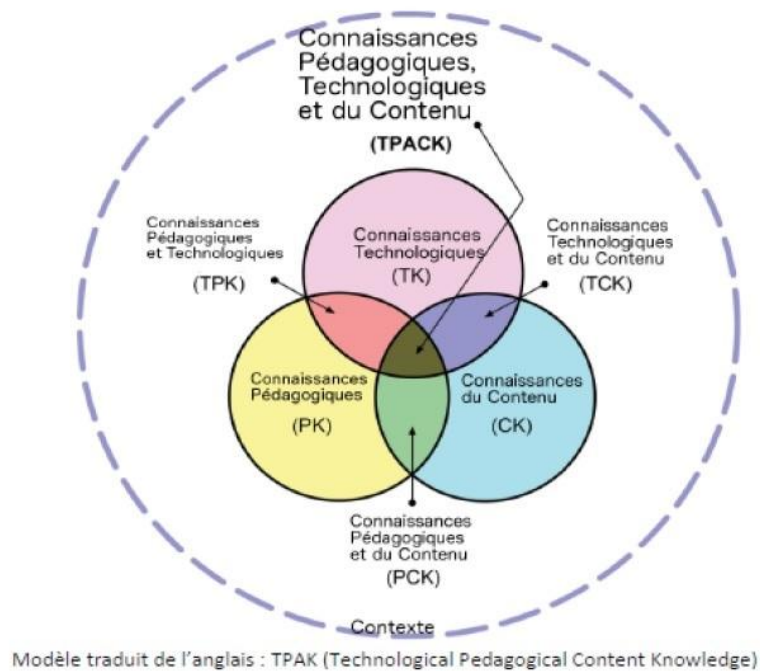 Connaissances
Pédagogiques,
Technologiques
et du Contenu
(TPACK)
Connaissances
Pédagogiques
et Technologiques
(TPK)
Connaissances
Technologiques
(TK)
Connaissances
Technologiques
et du Contenu
(TCK)
Connaissances
Pédagogiques
(PK)
Connaissances
du Contenu
(CK)
Connaissances
Pédagogiques
et du Contenu
(PCK)
Contexte
Modèle traduit de l'anglais : TPAK (Technological Pedagogical Content Knowledge)